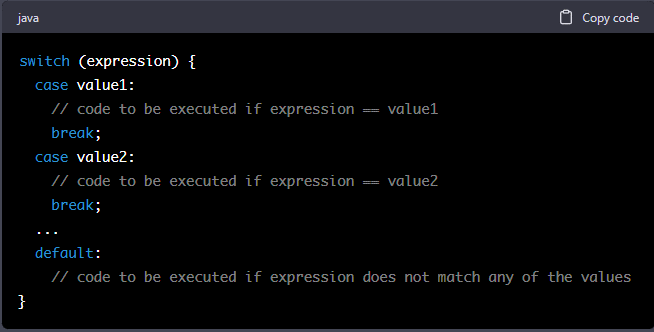 java Copy code
switch (expression) {
  case value1:
    // code to be executed if expression == value1
    break;
  case value2:
    // code to be executed if expression == value2
    break;
  ...
  default:
    // code to be executed if expression does not match any of the values
}